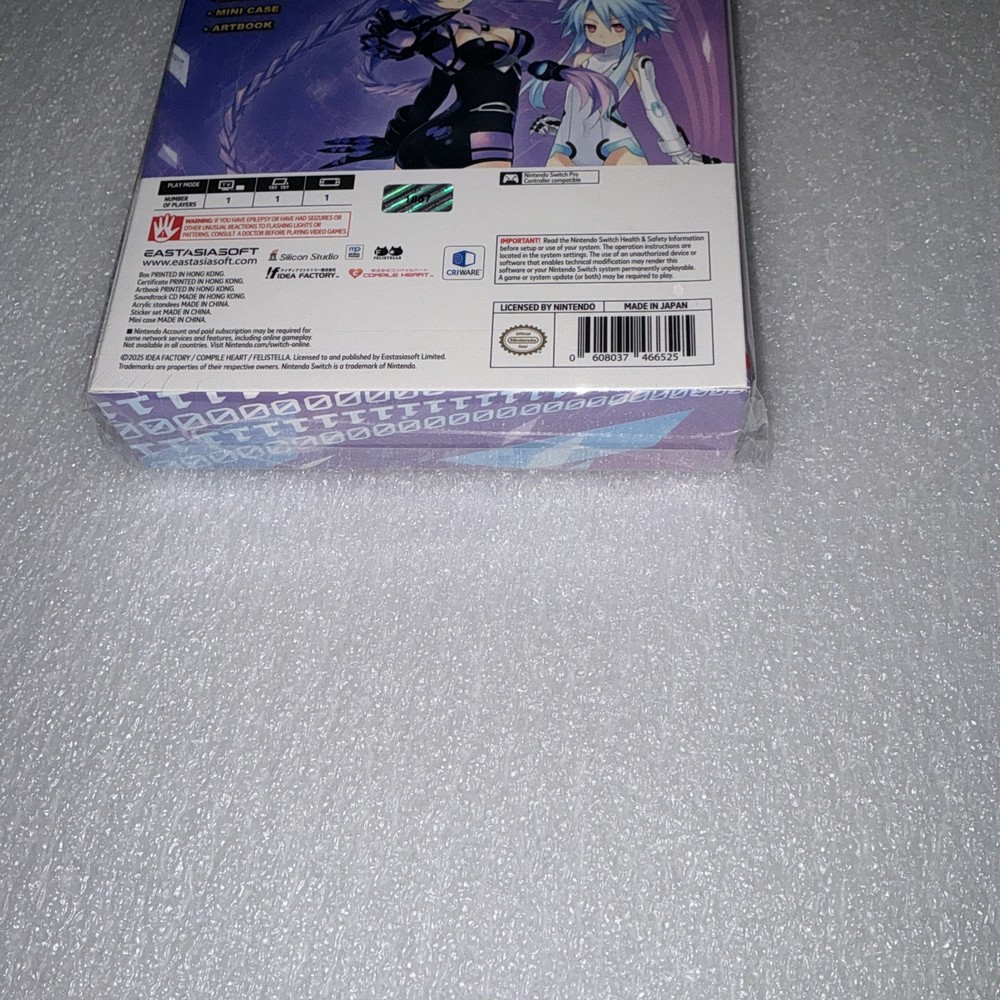 • MINI CASE
• ARTBOOK
PLAY MODE
NUMBER OF PLAYERS
1
1
1
Nintendo Switch Pro
Controller compatible
WARNING: IF YOU HAVE EPILEPSY OR HAVE HAD SEIZURES OR
OTHER UNUSUAL REACTIONS TO FLASHING LIGHTS OR
PATTERNS, CONSULT A DOCTOR BEFORE PLAYING VIDEO GAMES.
EASTASIASOFT
www.eastasiasoft.com
Silicon Studio
mp
FELISTELLA
IDEA FACTORY
COMPILE HEART
CRIWARE
Box PRINTED IN HONG KONG.
Certificate PRINTED IN HONG KONG.
Artbook PRINTED IN HONG KONG.
Soundtrack CD MADE IN HONG KONG.
Acrylic standees MADE IN CHINA.
Sticker set MADE IN CHINA.
Mini case MADE IN CHINA.
■ Nintendo Account and paid subscription may be required for
some network services and features, including online gameplay.
Not available in all countries. Visit Nintendo.com/switch-online.
©2025 IDEA FACTORY / COMPILE HEART / FELISTELLA. Licensed to and published by Eastasiasoft Limited.
Trademarks are properties of their respective owners. Nintendo Switch is a trademark of Nintendo.
IMPORTANT! Read the Nintendo Switch Health & Safety Information
before setup or use of your system. The operation instructions are
located in the system settings. The use of an unauthorized device or
software that enables technical modification may render this
software or your Nintendo Switch system permanently unplayable.
A game or system update (or both) may be required to play.
LICENSED BY NINTENDO
MADE IN JAPAN
Official
Nintendo
Seal
0 608037 466525